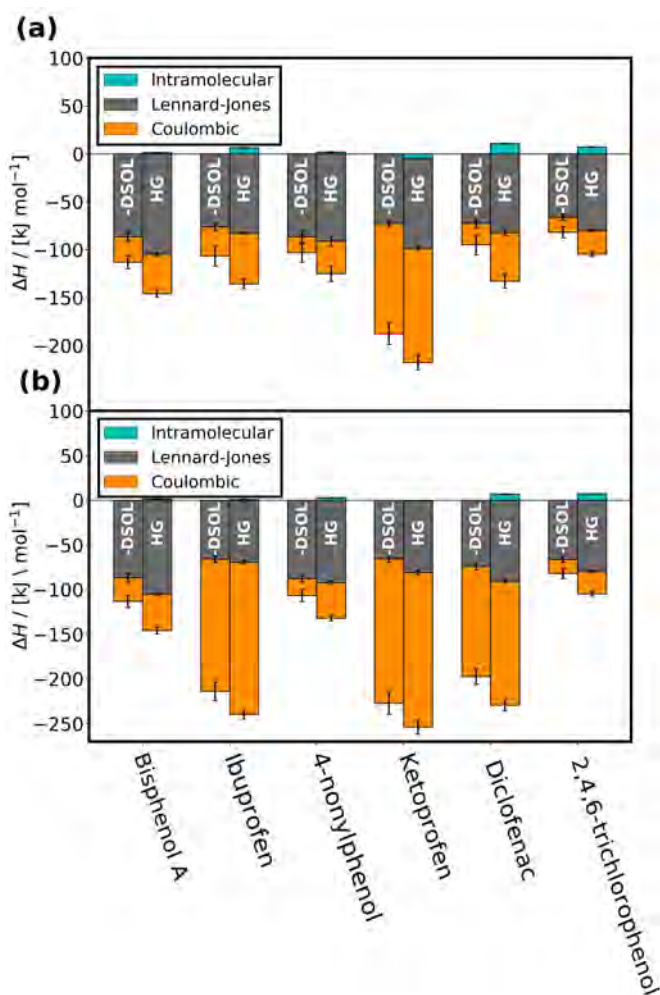 (a)
100
50
0
−50
−100
−150
−200
ΔH / [kJ mol⁻¹]
Intramolecular
Lennard-Jones
Coulombic
-DSOL
HG
-DSOL
HG
-DSOL
HG
-DSOL
HG
-DSOL
HG
-DSOL
HG
(b)
100
50
0
−50
−100
−150
−200
−250
ΔH / [kJ \ mol⁻¹]
Intramolecular
Lennard-Jones
Coulombic
-DSOL
HG
-DSOL
HG
-DSOL
HG
-DSOL
HG
-DSOL
HG
-DSOL
HG
Bisphenol A
Ibuprofen
4-nonylphenol
Ketoprofen
Diclofenac
2,4,6-trichlorophenol